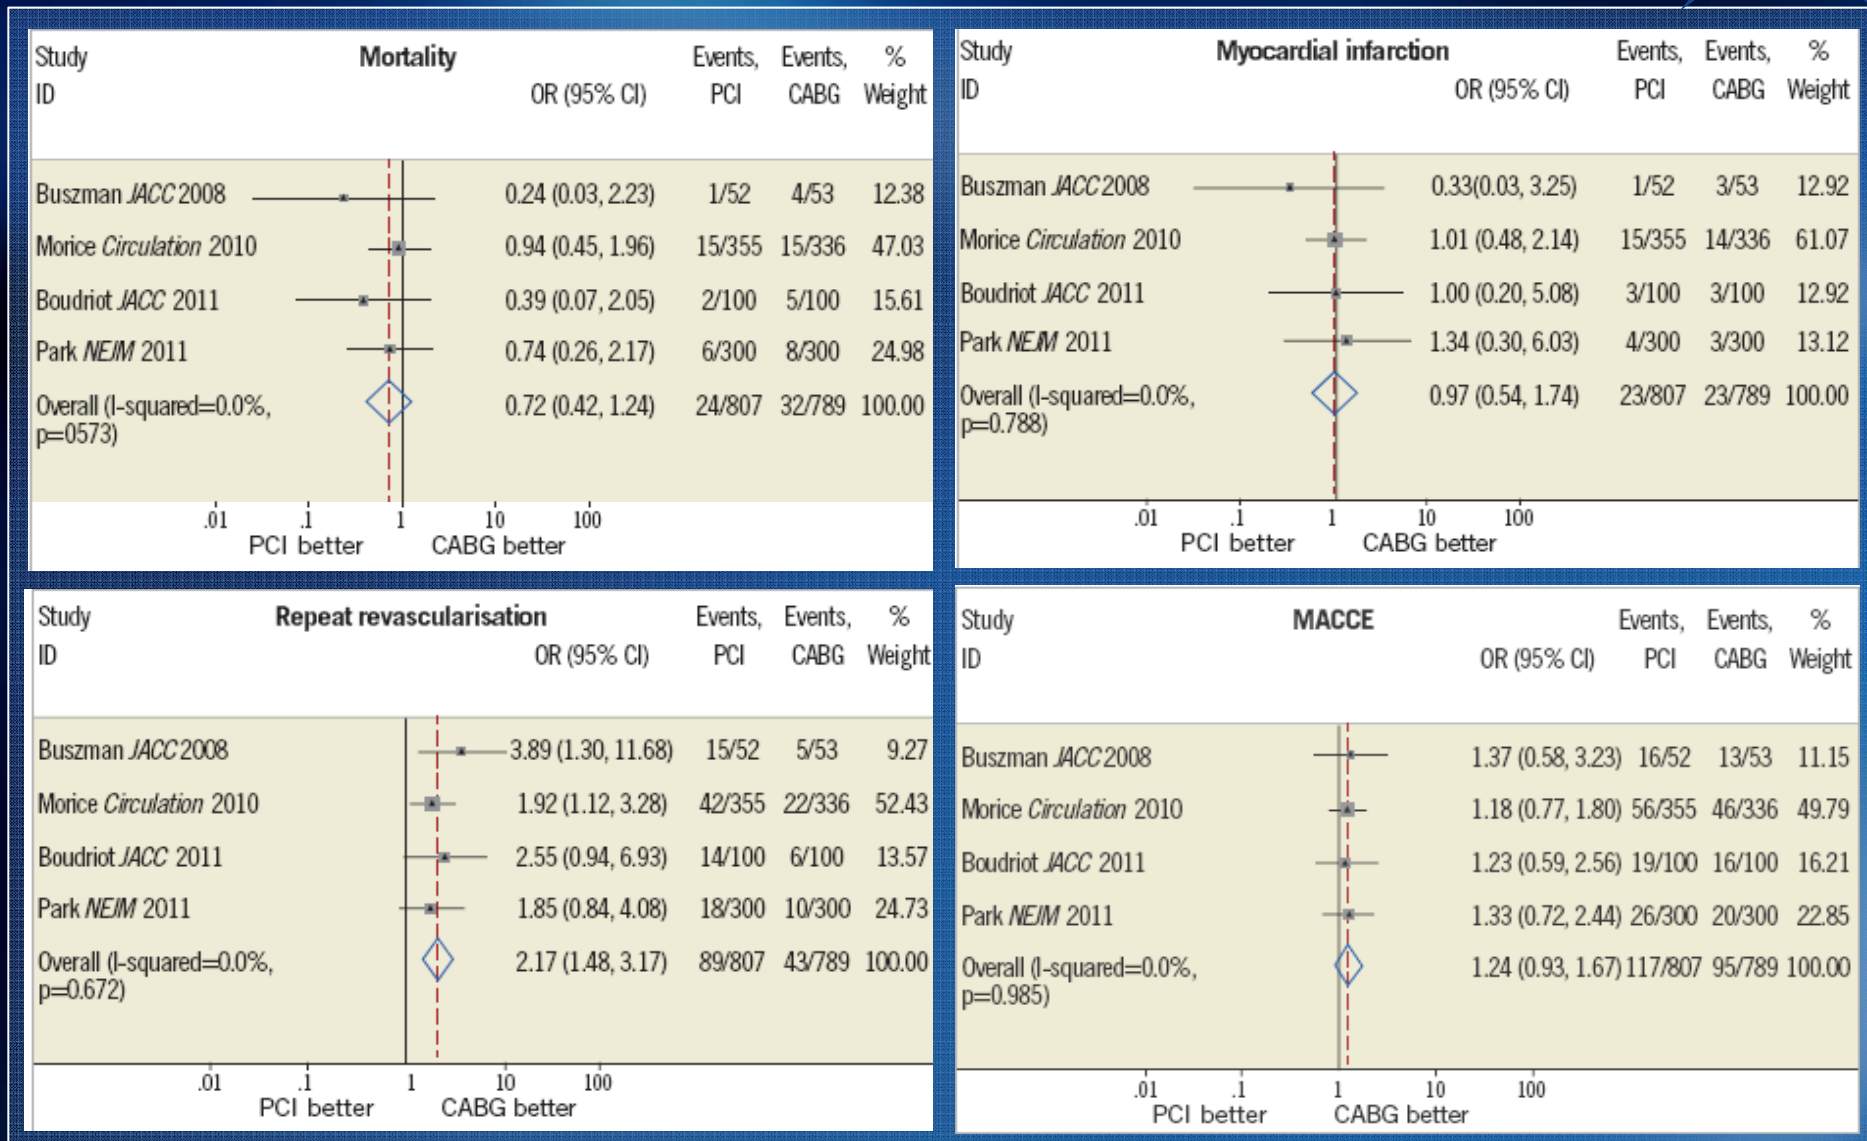 Study Mortality Events, Events, %
ID OR (95% CI) PCI CABG Weight
Buszman JACC 2008 0.24 (0.03, 2.23) 1/52 4/53 12.38
Morice Circulation 2010 0.94 (0.45, 1.96) 15/355 15/336 47.03
Boudriot JACC 2011 0.39 (0.07, 2.05) 2/100 5/100 15.61
Park NEJM 2011 0.74 (0.26, 2.17) 6/300 8/300 24.98
Overall (I-squared=0.0%, 0.72 (0.42, 1.24) 24/807 32/789 100.00
p=0573)
.01 .1 1 10 100
PCI better CABG better
Study Myocardial infarction Events, Events, %
ID OR (95% CI) PCI CABG Weight
Buszman JACC 2008 0.33(0.03, 3.25) 1/52 3/53 12.92
Morice Circulation 2010 1.01 (0.48, 2.14) 15/355 14/336 61.07
Boudriot JACC 2011 1.00 (0.20, 5.08) 3/100 3/100 12.92
Park NEJM 2011 1.34 (0.30, 6.03) 4/300 3/300 13.12
Overall (I-squared=0.0%, 0.97 (0.54, 1.74) 23/807 23/789 100.00
p=0.788)
.01 .1 1 10 100
PCI better CABG better
Study Repeat revascularisation Events, Events, %
ID OR (95% CI) PCI CABG Weight
Buszman JACC 2008 3.89 (1.30, 11.68) 15/52 5/53 9.27
Morice Circulation 2010 1.92 (1.12, 3.28) 42/355 22/336 52.43
Boudriot JACC 2011 2.55 (0.94, 6.93) 14/100 6/100 13.57
Park NEJM 2011 1.85 (0.84, 4.08) 18/300 10/300 24.73
Overall (I-squared=0.0%, 2.17 (1.48, 3.17) 89/807 43/789 100.00
p=0.672)
.01 .1 1 10 100
PCI better CABG better
Study MACCE Events, Events, %
ID OR (95% CI) PCI CABG Weight
Buszman JACC 2008 1.37 (0.58, 3.23) 16/52 13/53 11.15
Morice Circulation 2010 1.18 (0.77, 1.80) 56/355 46/336 49.79
Boudriot JACC 2011 1.23 (0.59, 2.56) 19/100 16/100 16.21
Park NEJM 2011 1.33 (0.72, 2.44) 26/300 20/300 22.85
Overall (I-squared=0.0%, 1.24 (0.93, 1.67) 117/807 95/789 100.00
p=0.985)
.01 .1 1 10 100
PCI better CABG better